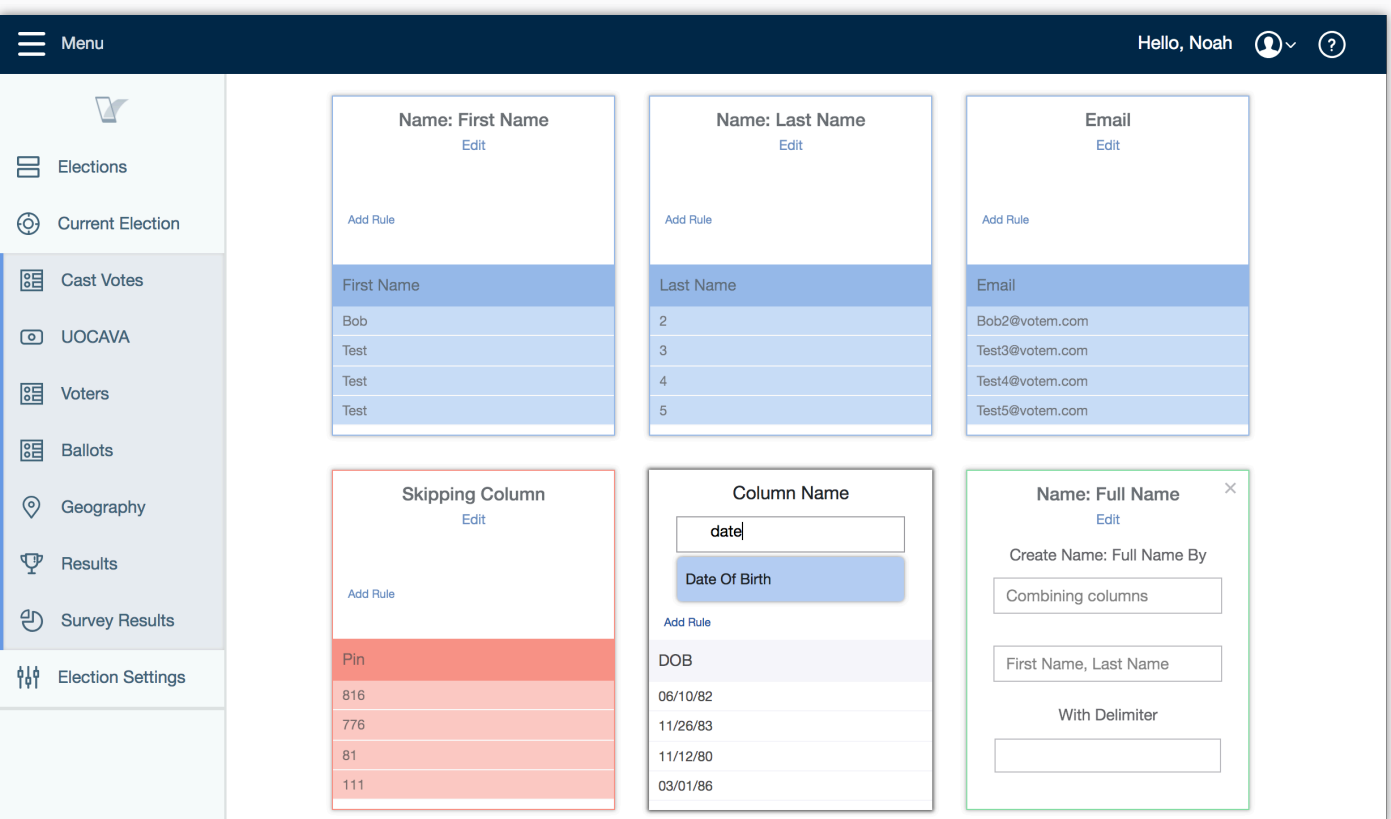 Menu
Hello, Noah
?
Elections
Current Election
Cast Votes
UOCAVA
Voters
Ballots
Geography
Results
Survey Results
Election Settings
Name: First Name
Edit
Add Rule
First Name
Bob
Test
Test
Test
Name: Last Name
Edit
Add Rule
Last Name
2
3
4
5
Email
Edit
Add Rule
Email
Bob2@votem.com
Test3@votem.com
Test4@votem.com
Test5@votem.com
Skipping Column
Edit
Add Rule
Pin
816
776
81
111
Column Name
date
Date Of Birth
Add Rule
DOB
06/10/82
11/26/83
11/12/80
03/01/86
Name: Full Name
Edit
Create Name: Full Name By
Combining columns
First Name, Last Name
With Delimiter